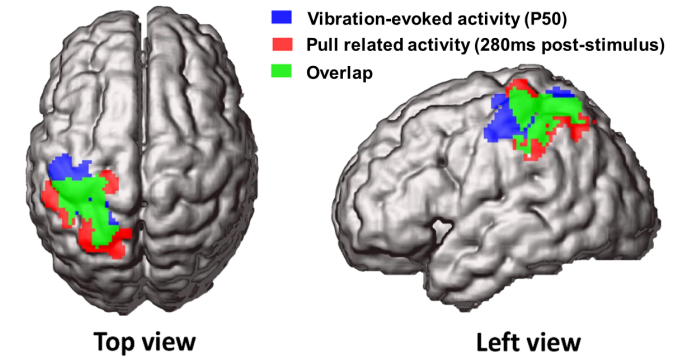 Vibration-evoked activity (P50)
Pull related activity (280ms post-stimulus)
Overlap
Top view
Left view